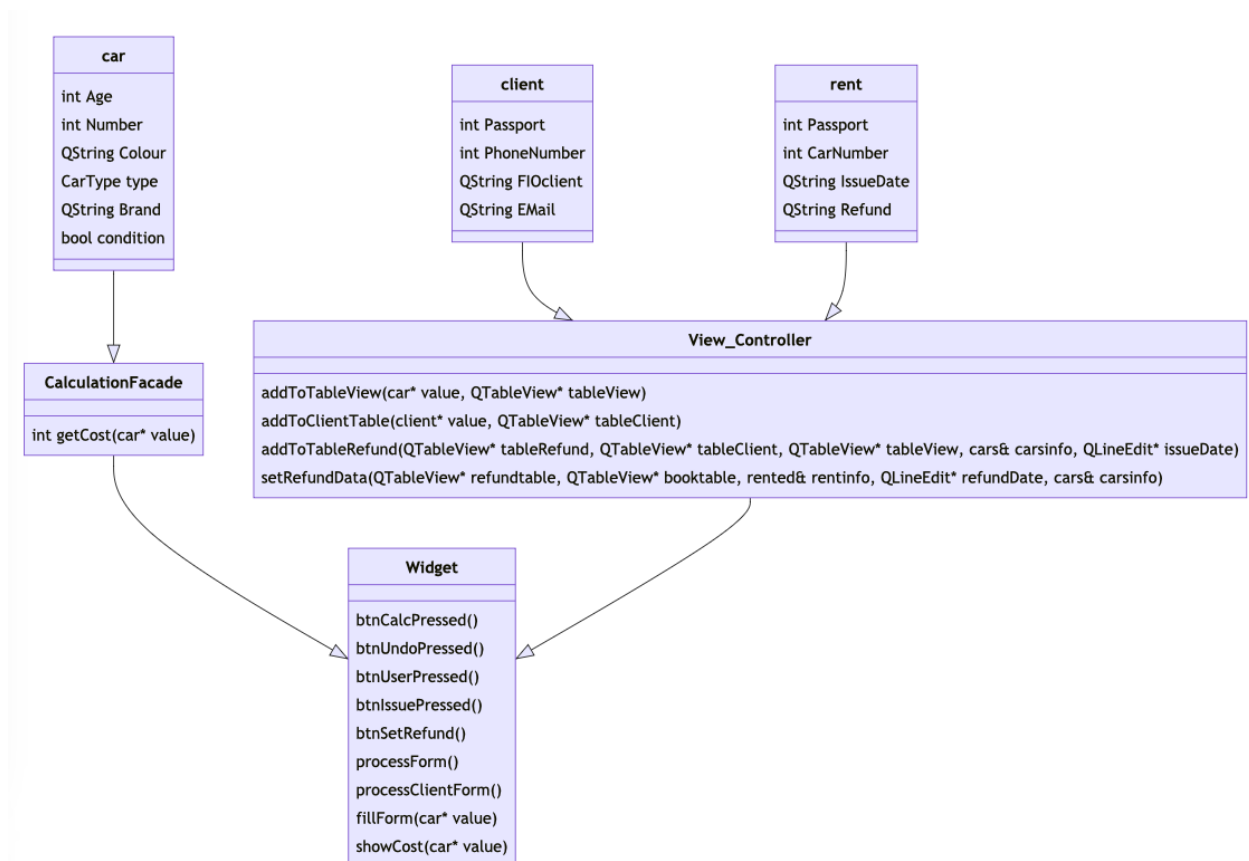 car
int Age
int Number
QString Colour
CarType type
QString Brand
bool condition
client
int Passport
int PhoneNumber
QString FIOclient
QString EMail
rent
int Passport
int CarNumber
QString IssueDate
QString Refund
CalculationFacade
int getCost(car* value)
View_Controller
addToTableView(car* value, QTableView* tableView)
addToClientTable(client* value, QTableView* tableClient)
addToTableRefund(QTableView* tableRefund, QTableView* tableClient, QTableView* tableView, cars& carsinfo, QLineEdit* issueDate)
setRefundData(QTableView* refundtable, QTableView* booktable, rented& rentinfo, QLineEdit* refundDate, cars& carsinfo)
Widget
btnCalcPressed()
btnUndoPressed()
btnUserPressed()
btnIssuePressed()
btnSetRefund()
processForm()
processClientForm()
fillForm(car* value)
showCost(car* value)